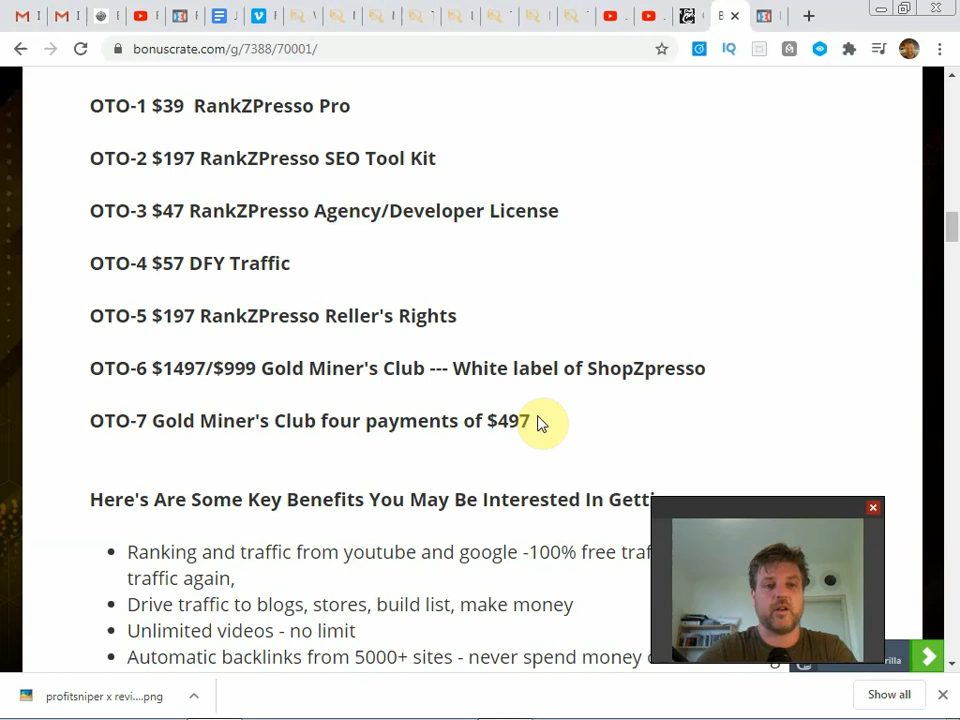 bonuscrate.com/g/7388/70001/
IQ
OTO-1 $39 RankZPresso Pro
OTO-2 $197 RankZPresso SEO Tool Kit
OTO-3 $47 RankZPresso Agency/Developer License
OTO-4 $57 DFY Traffic
OTO-5 $197 RankZPresso Reller's Rights
OTO-6 $1497/$999 Gold Miner's Club --- White label of ShopZpresso
OTO-7 Gold Miner's Club four payments of $497
Here's Are Some Key Benefits You May Be Interested In Getti
Ranking and traffic from youtube and google -100% free traf
traffic again,
Drive traffic to blogs, stores, build list, make money
Unlimited videos - no limit
Automatic backlinks from 5000+ sites - never spend money
rilla
profitsniper x revi....png
Show all